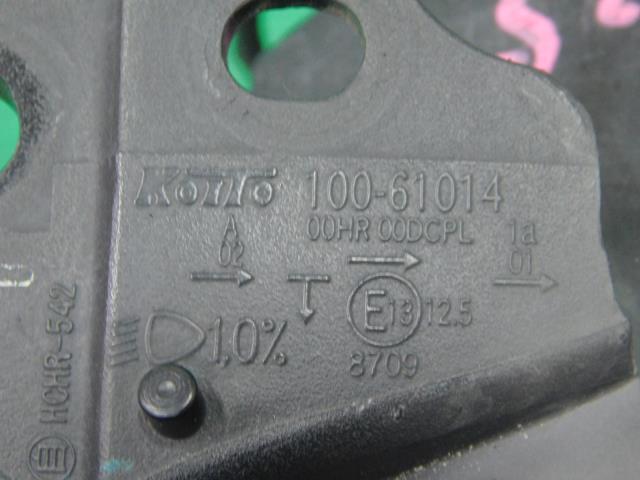 KOITO 100-61014
A 00HR 00DCPL 1a
02 01
E13 12.5
1,0%
8709
HCHR-542